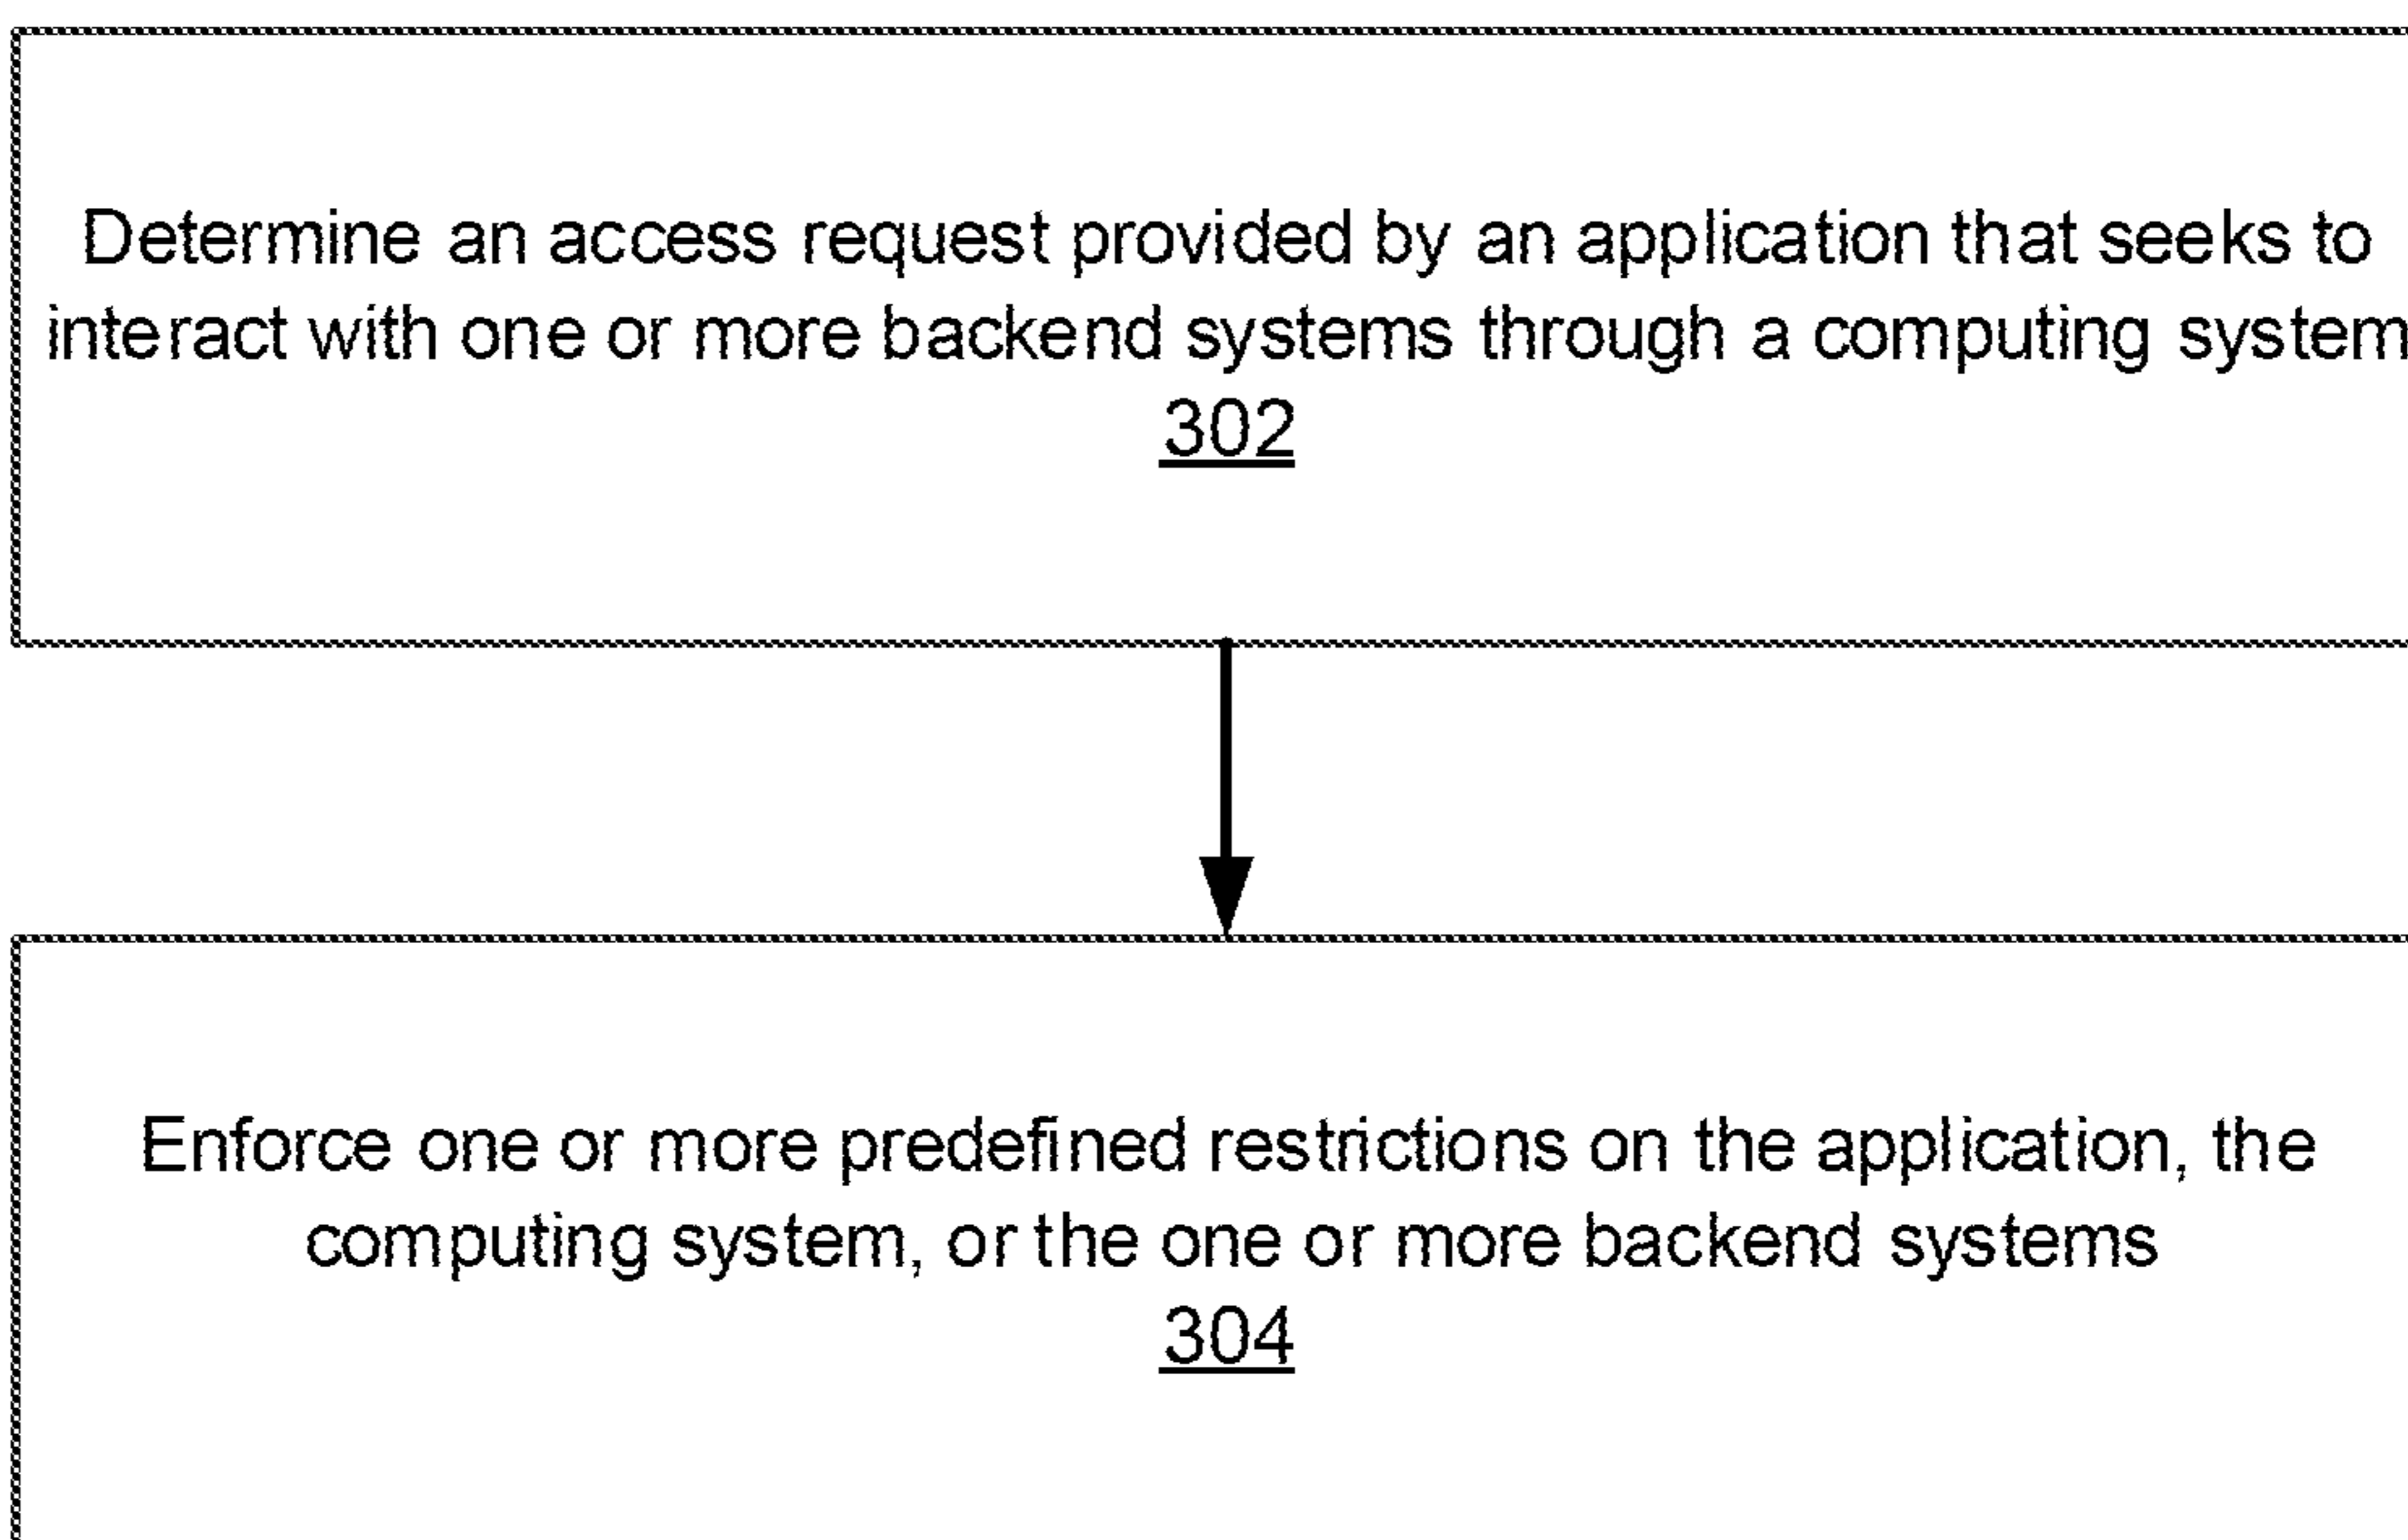 Determine an access request provided by an application that seeks to
interact with one or more backend systems through a computing system
302
Enforce one or more predefined restrictions on the application, the
computing system, or the one or more backend systems
304